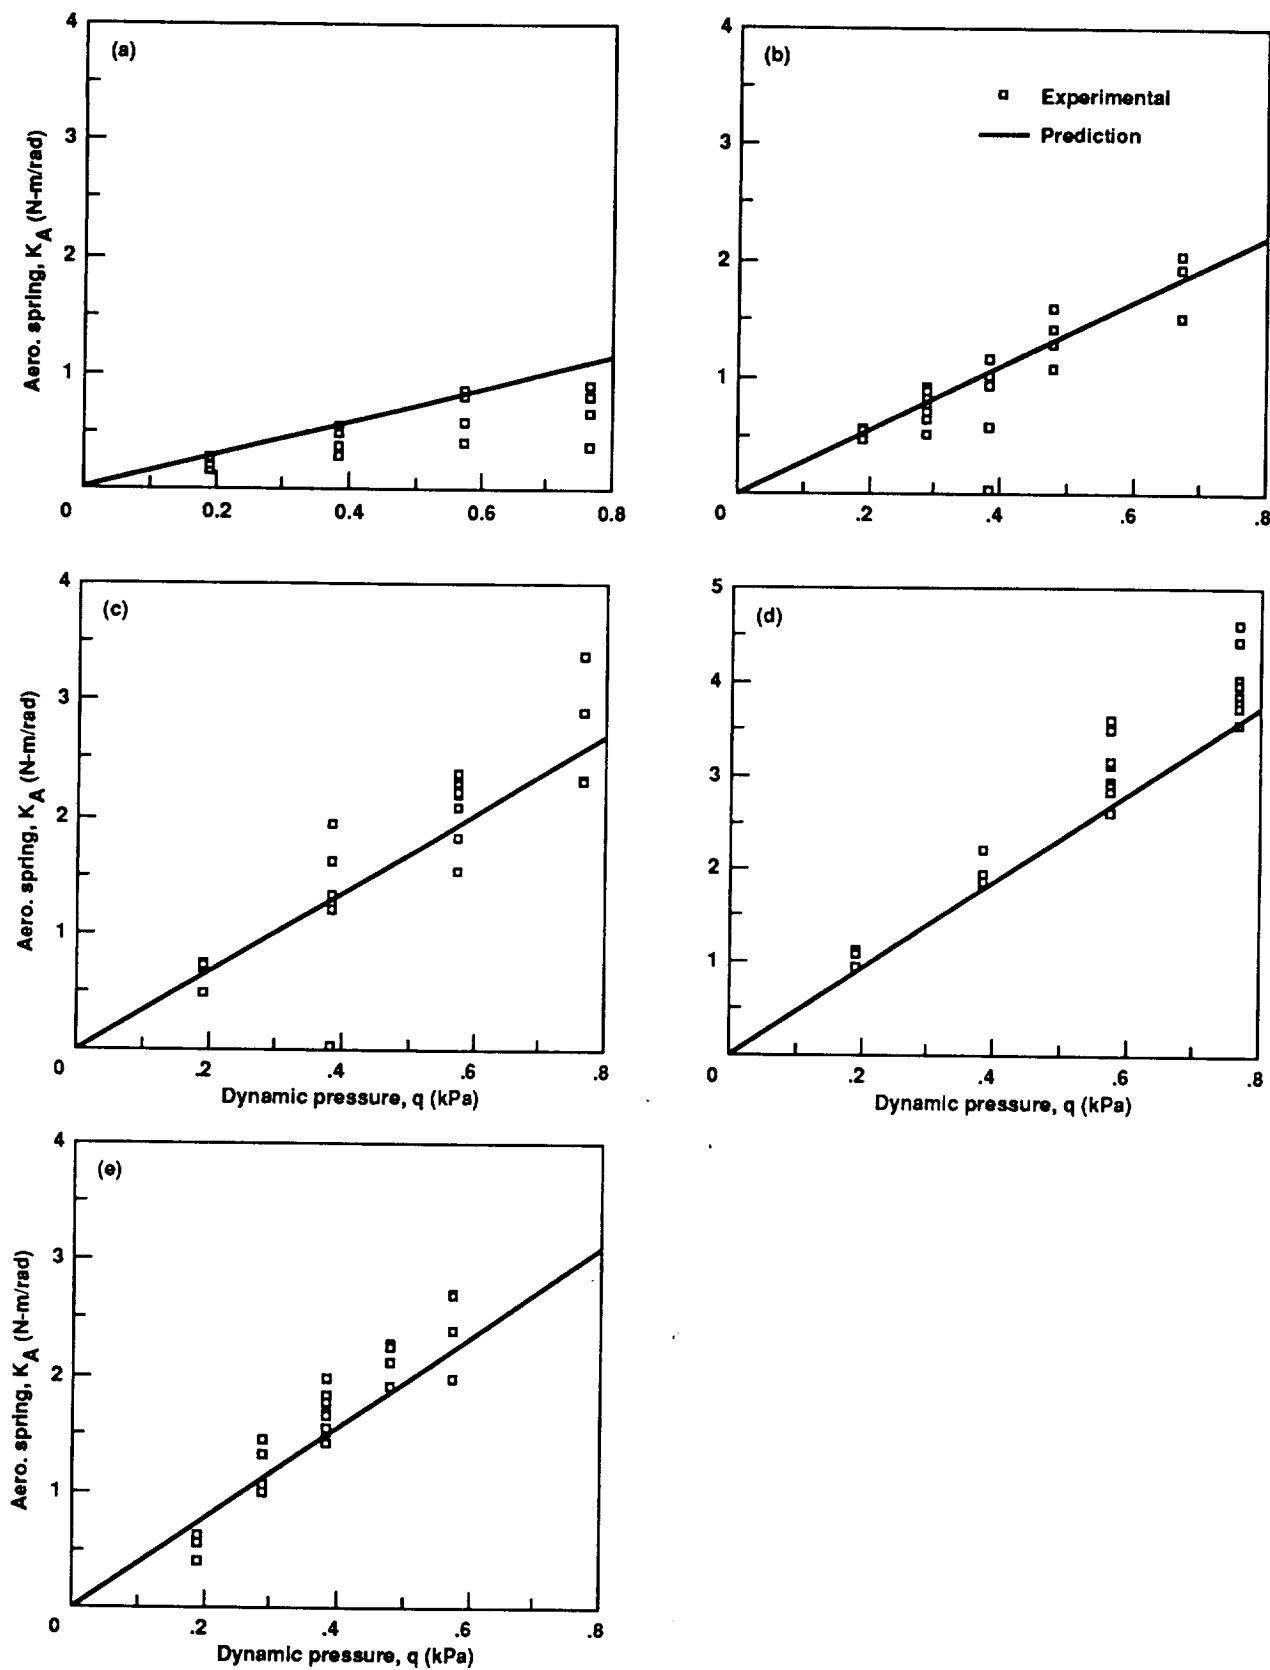 (a)
4
3
2
1
Aero. spring, K_A (N-m/rad)
0 0.2 0.4 0.6 0.8
(b)
Experimental
Prediction
4
3
2
1
0 .2 .4 .6 .8
(c)
4
3
2
1
Aero. spring, K_A (N-m/rad)
0 .2 .4 .6 .8
Dynamic pressure, q (kPa)
(d)
5
4
3
2
1
0 .2 .4 .6 .8
Dynamic pressure, q (kPa)
(e)
4
3
2
1
Aero. spring, K_A (N-m/rad)
0 .2 .4 .6 .8
Dynamic pressure, q (kPa)